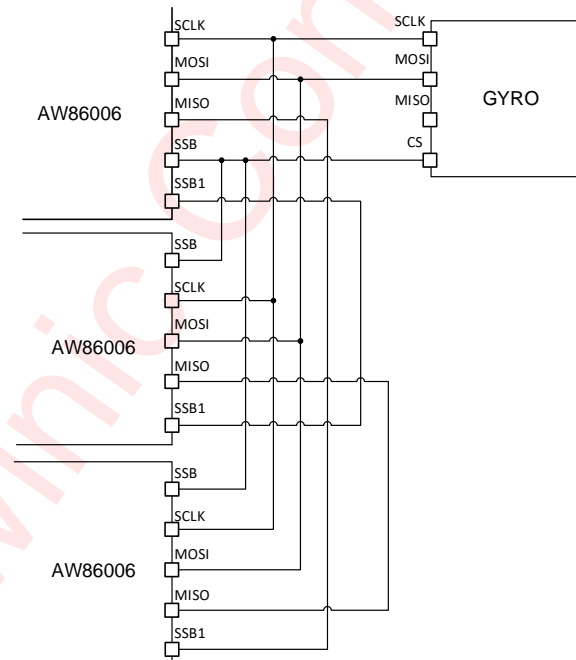 SCLK
MOSI
MISO
SSB
SSB1
AW86006
SCLK
MOSI
MISO
CS
GYRO
SSB
SCLK
MOSI
MISO
SSB1
AW86006
SSB
SCLK
MOSI
MISO
SSB1
AW86006